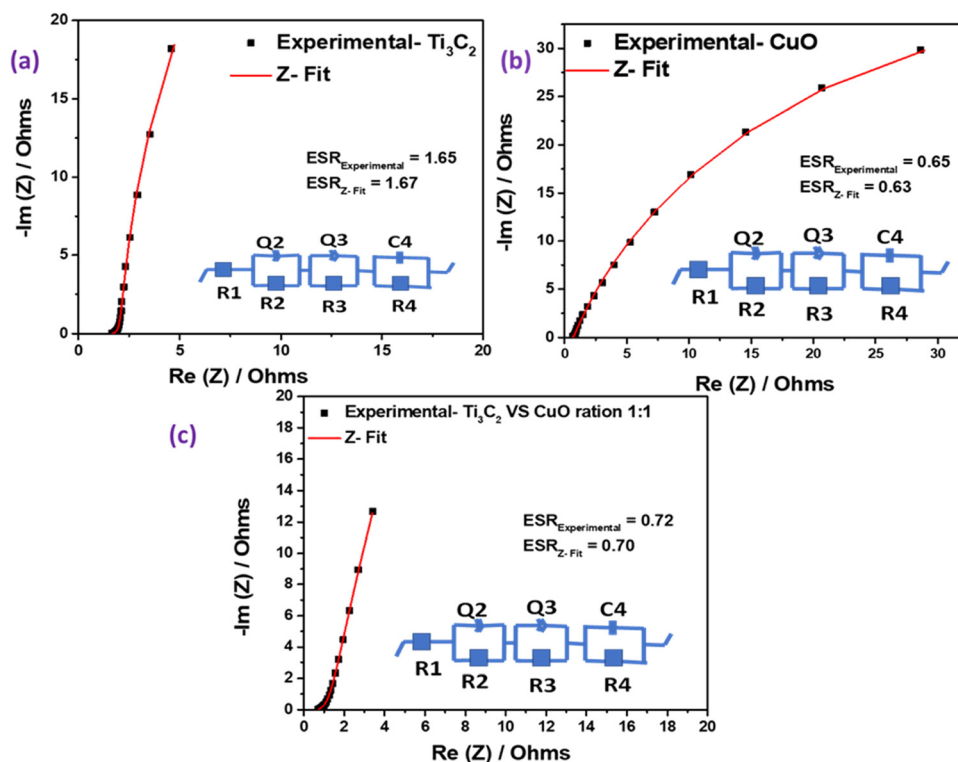 (a)
20
15
10
5
0
-Im (Z) / Ohms
Experimental- Ti3C2
Z- Fit
ESRExperimental = 1.65
ESRZ- Fit = 1.67
Q2 Q3 C4
R1
R2 R3 R4
0 5 10 15 20
Re (Z) / Ohms
(b)
30
25
20
15
10
5
0
-Im (Z) / Ohms
Experimental- CuO
Z- Fit
ESRExperimental = 0.65
ESRZ- Fit = 0.63
Q2 Q3 C4
R1
R2 R3 R4
0 5 10 15 20 25 30
Re (Z) / Ohms
(c)
20
18
16
14
12
10
8
6
4
2
0
-Im (Z) / Ohms
Experimental- Ti3C2 VS CuO ration 1:1
Z- Fit
ESRExperimental = 0.72
ESRZ- Fit = 0.70
Q2 Q3 C4
R1
R2 R3 R4
0 2 4 6 8 10 12 14 16 18 20
Re (Z) / Ohms